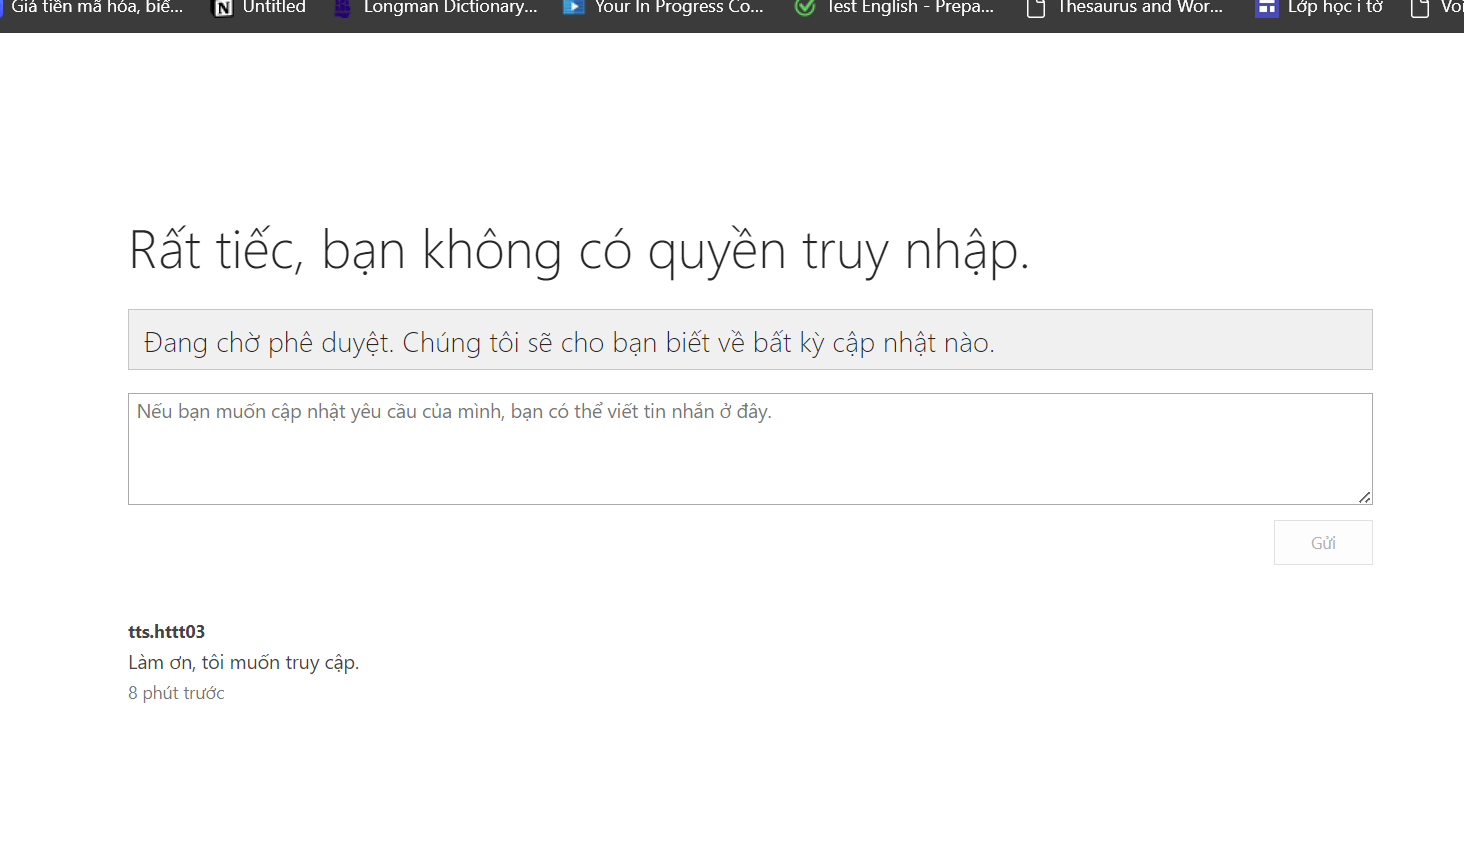 Giá tiền mã hóa, biể... Untitled Longman Dictionary... Your In Progress Co... Test English - Prepa... Thesaurus and Wor... Lớp học i tờ Voi
Rất tiếc, bạn không có quyền truy nhập.
Đang chờ phê duyệt. Chúng tôi sẽ cho bạn biết về bất kỳ cập nhật nào.
Nếu bạn muốn cập nhật yêu cầu của mình, bạn có thể viết tin nhắn ở đây.
Gửi
tts.httt03
Làm ơn, tôi muốn truy cập.
8 phút trước